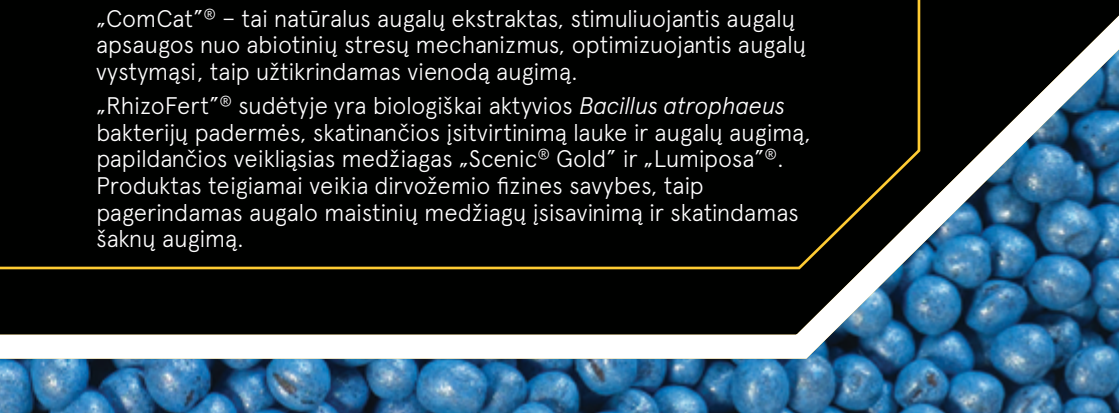 „ComCat”® – tai natūralus augalų ekstraktas, stimuliuojantis augalų
apsaugos nuo abiotinių stresų mechanizmus, optimizuojantis augalų
vystymąsi, taip užtikrindamas vienodą augimą.
„RhizoFert”® sudėtyje yra biologiškai aktyvios Bacillus atrophaeus
bakterijų padermės, skatinančios įsitvirtinimą lauke ir augalų augimą,
papildančios veikliąsias medžiagas „Scenic® Gold” ir „Lumiposa”®.
Produktas teigiamai veikia dirvožemio fizines savybes, taip
pagerindamas augalo maistinių medžiagų įsisavinimą ir skatindamas
šaknų augimą.